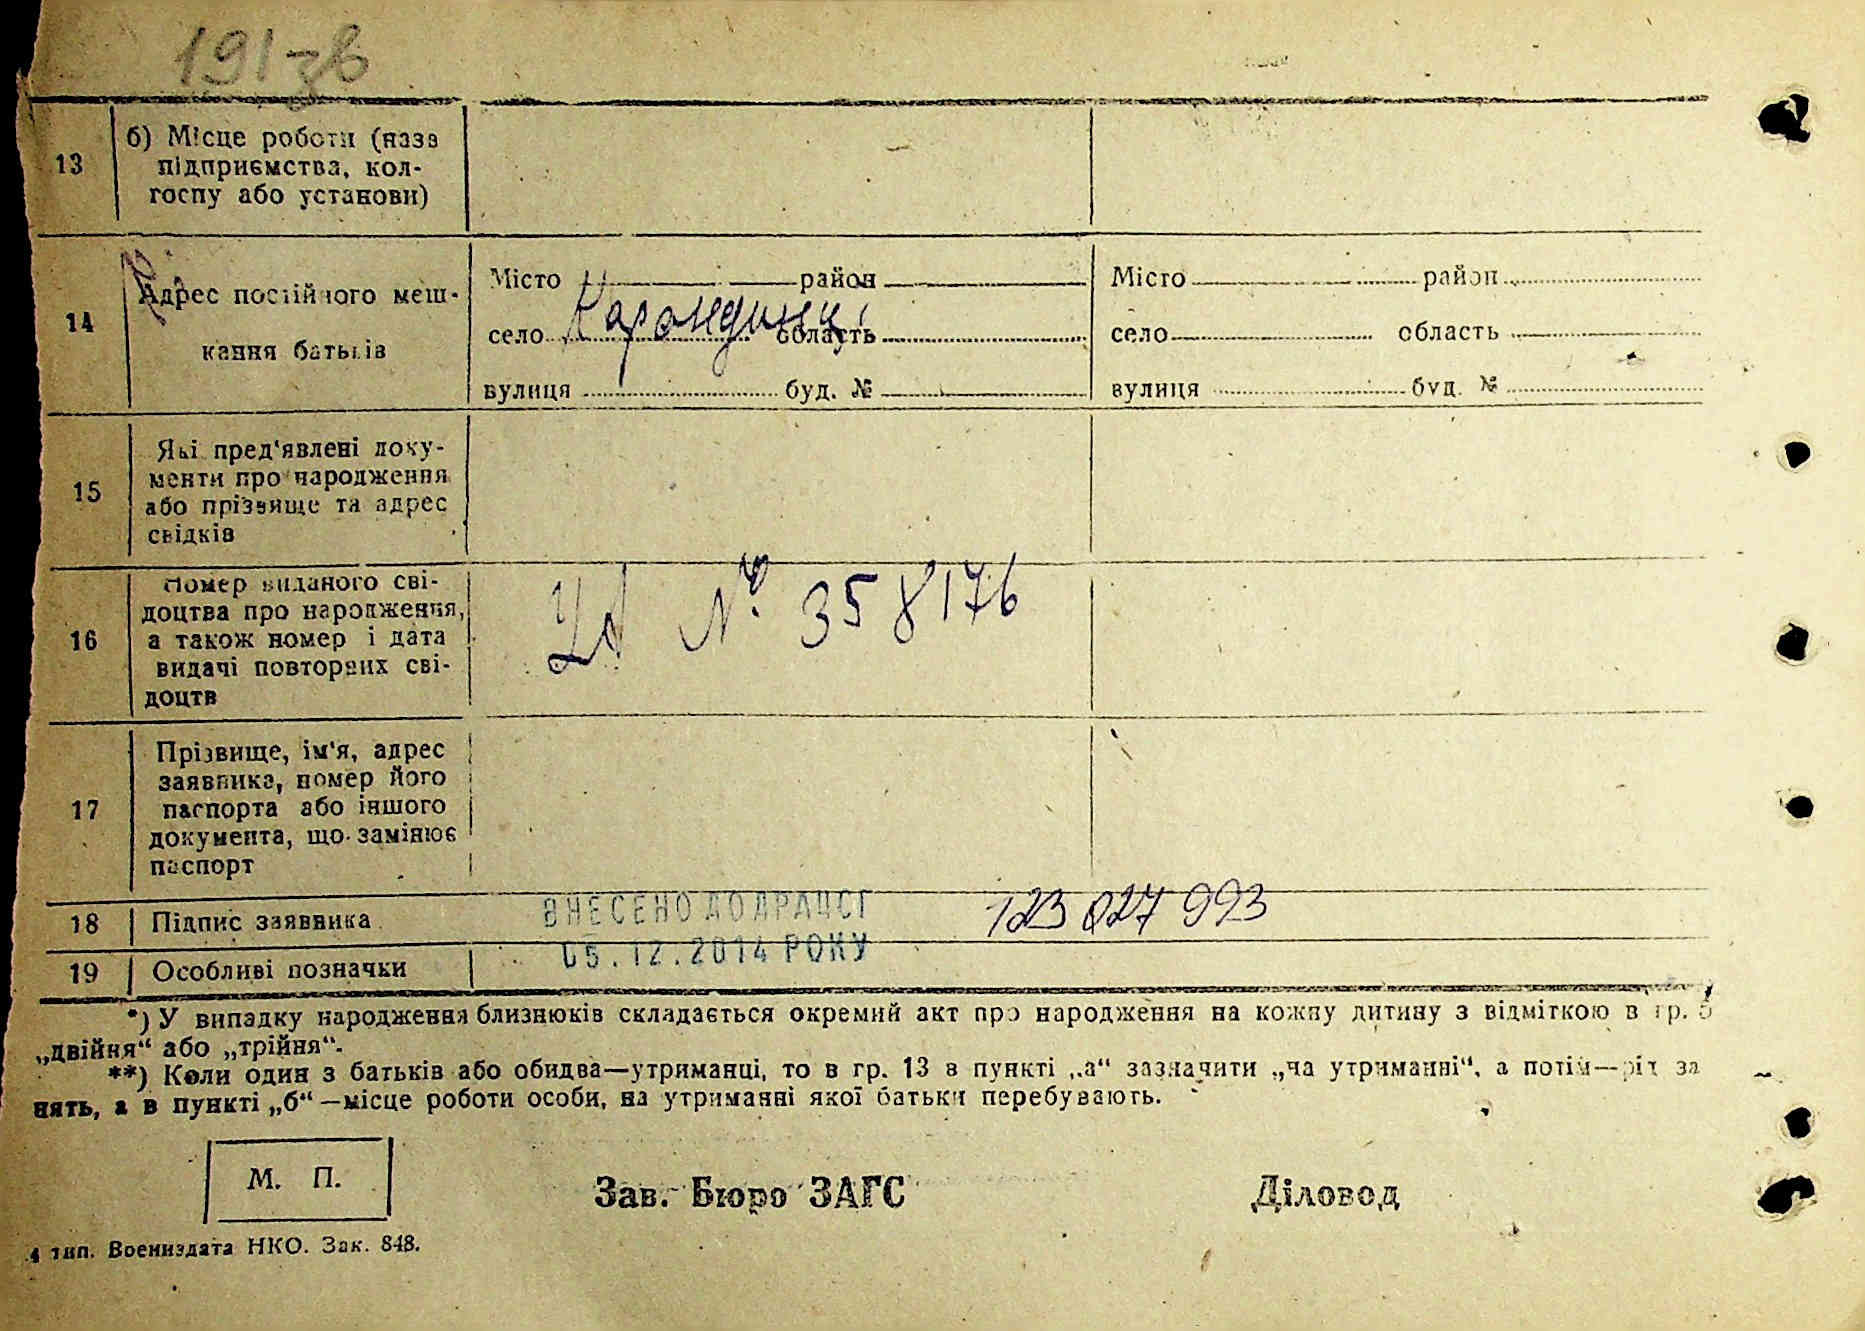 191-зв
13
б) Місце роботи (назва
підприємства, кол-
госпу або установи)
14
Адрес постійного меш-
кання батьків
Місто район
село область
вулиця буд. №
Місто район
село область
вулиця буд. №
15
Які пред'явлені доку-
менти про народження
або прізвище та адрес
свідків
16
Номер виданого сві-
доцтва про народження,
а також номер і дата
видачі повторних сві-
доцтв
№ 358176
17
Прізвище, ім'я, адрес
заявника, номер його
паспорта або іншого
документа, що замінює
паспорт
18 Підпис заявника
ВНЕСЕНО ДО ДРАЦСГ 123 027 993
05.12.2014 РОКУ
19 Особливі позначки
*) У випадку народження близнюків складається окремий акт про народження на кожну дитину з відміткою в гр. 5
„двійня“ або „трійня“.
**) Коли один з батьків або обидва—утриманці, то в гр. 13 в пункті „а“ зазначити „на утриманні“, а потім—рід за
нять, а в пункті „б“—місце роботи особи, на утриманні якої батьки перебувають.
М. П.
Зав. Бюро ЗАГС Діловод
4 тип. Воениздата НКО. Зак. 848.